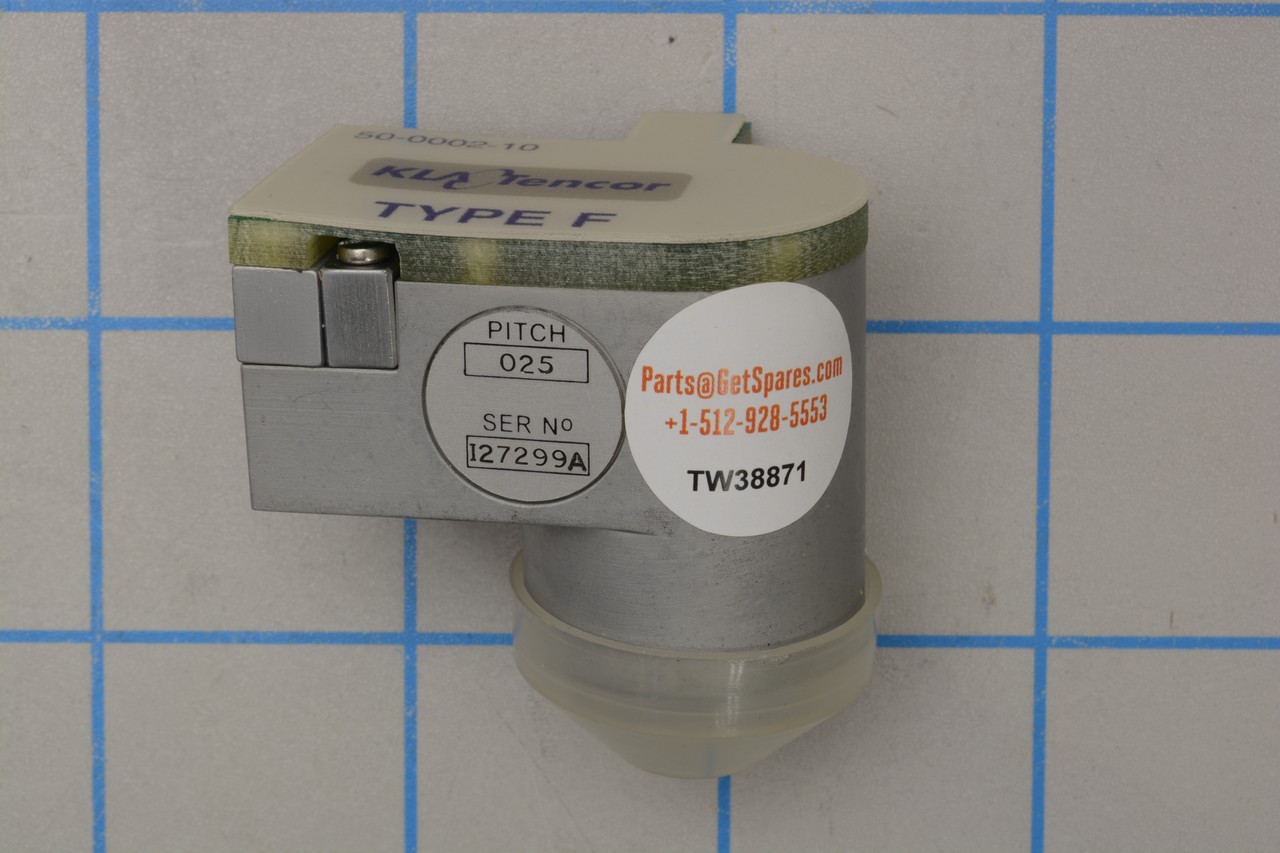 50-0002-10
KLA Tencor
TYPE F
PITCH
025
SER No
I27299A
Parts@GetSpares.com
+1-512-928-5553
TW38871